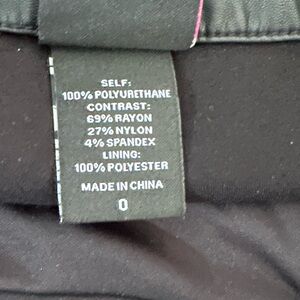 SELF:
100% POLYURETHANE
CONTRAST:
69% RAYON
27% NYLON
4% SPANDEX
LINING:
100% POLYESTER
MADE IN CHINA
0